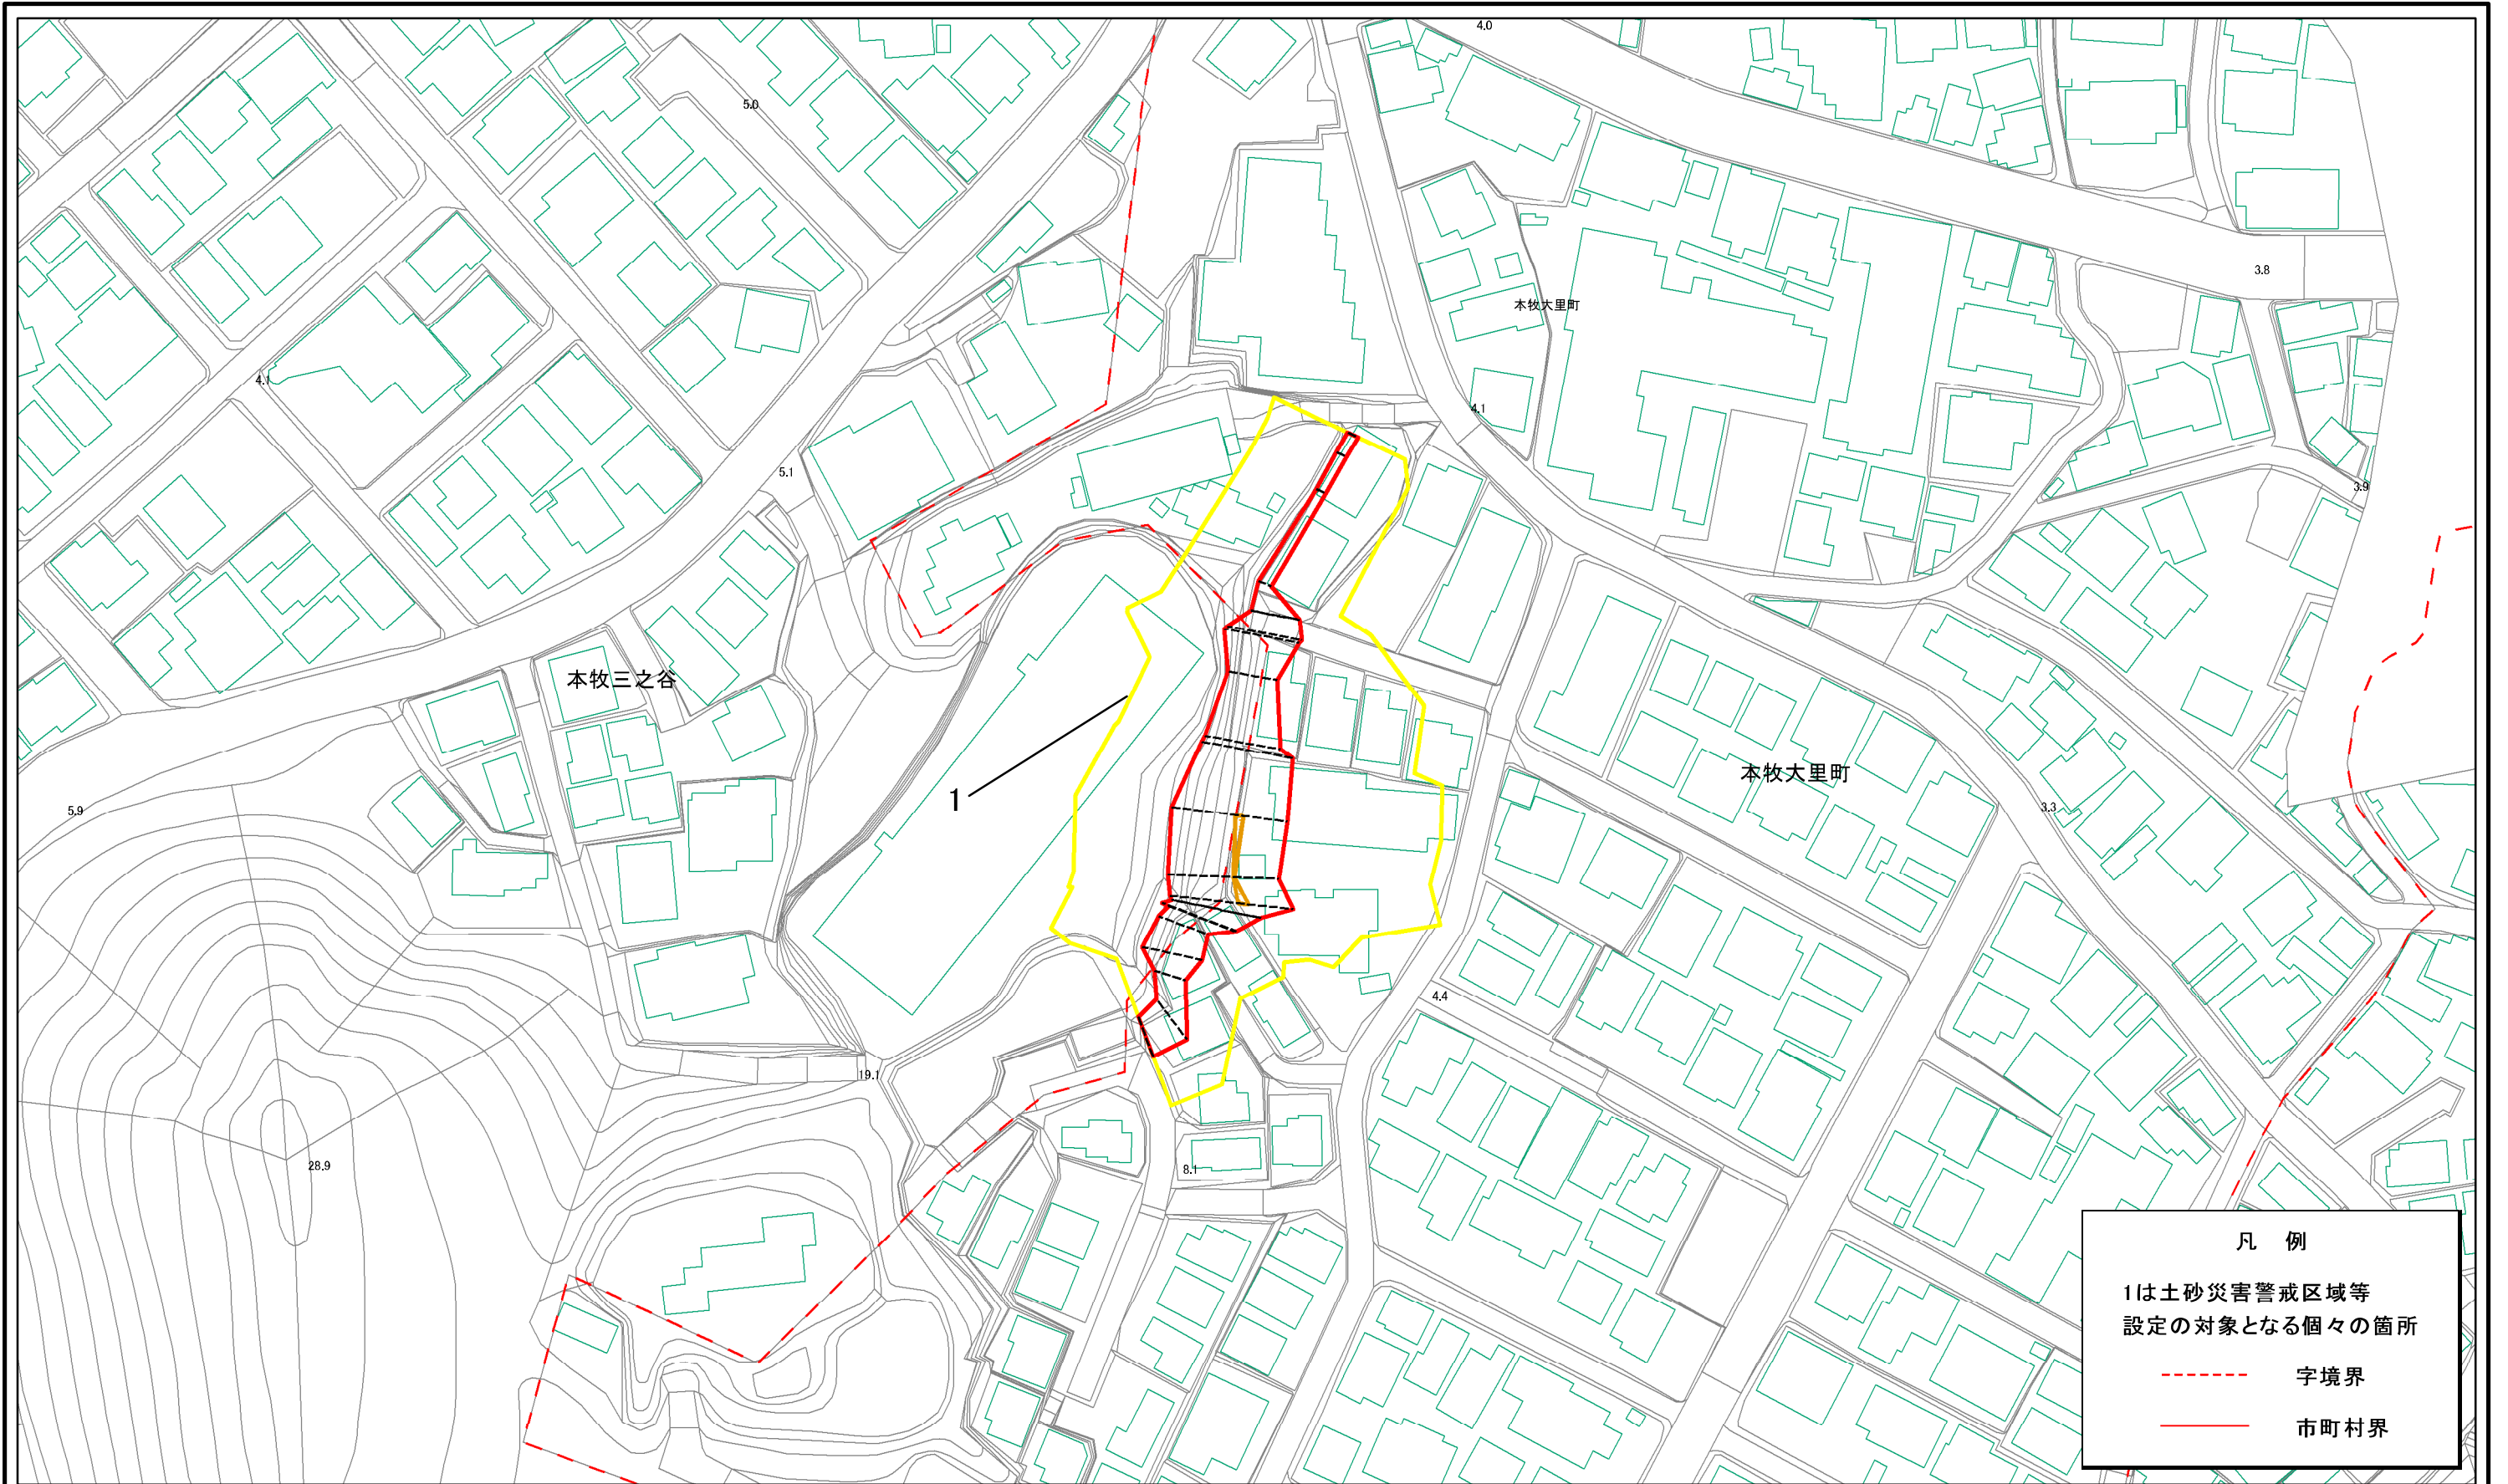 4.0
5.0
3.8
本牧大里町
4.1
4.1
5.1
3.9
本牧三之谷
本牧大里町
1
5.9
3.3
4.4
19.1
28.9
8.1
凡 例
1は土砂災害警戒区域等
設定の対象となる個々の箇所
字境界
市町村界